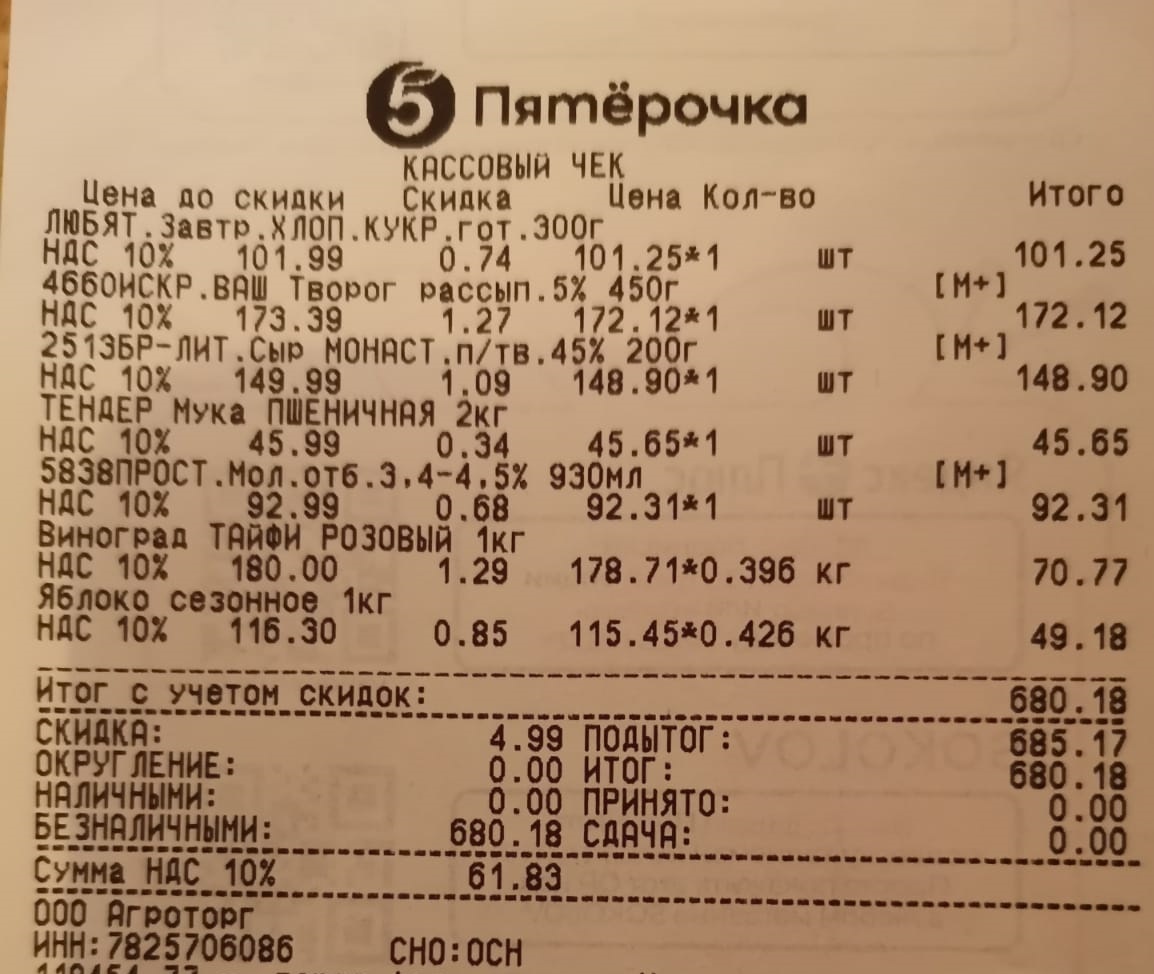 5 Пятёрочка
КАССОВЫЙ ЧЕК
Цена до скидки Скидка Цена Кол-во Итого
ЛЮБЯТ.Завтр.ХЛОП.КУКР.гот.300г
НДС 10% 101.99 0.74 101.25*1 шт 101.25
4660ИСКР.ВАШ Творог рассып.5% 450г [М+]
НДС 10% 173.39 1.27 172.12*1 шт 172.12
2513БР-ЛИТ.Сыр МОНАСТ.п/тв.45% 200г [М+]
НДС 10% 149.99 1.09 148.90*1 шт 148.90
ТЕНДЕР Мука ПШЕНИЧНАЯ 2кг
НДС 10% 45.99 0.34 45.65*1 шт 45.65
5838ПРОСТ.Мол.отб.3,4-4,5% 930мл [М+]
НДС 10% 92.99 0.68 92.31*1 шт 92.31
Виноград ТАЙФИ РОЗОВЫЙ 1кг
НДС 10% 180.00 1.29 178.71*0.396 кг 70.77
Яблоко сезонное 1кг
НДС 10% 116.30 0.85 115.45*0.426 кг 49.18
Итог с учетом скидок: 680.18
СКИДКА: 4.99 ПОДЫТОГ: 685.17
ОКРУГЛЕНИЕ: 0.00 ИТОГ: 680.18
НАЛИЧНЫМИ: 0.00 ПРИНЯТО: 0.00
БЕЗНАЛИЧНЫМИ: 680.18 СДАЧА: 0.00
Сумма НДС 10% 61.83
ООО Агроторг
ИНН:7825706086 СНО:ОСН